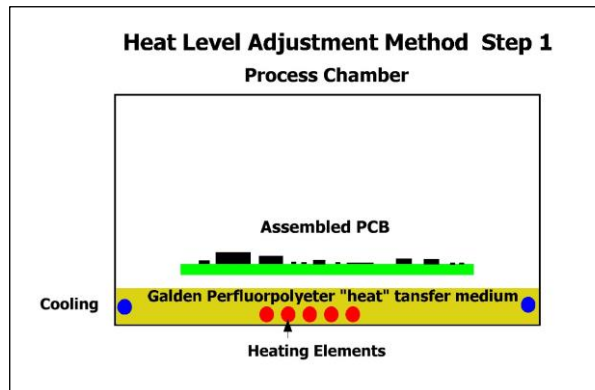 Heat Level Adjustment Method Step 1
Process Chamber
Assembled PCB
Cooling
Galden Perfluorpolyeter "heat" tansfer medium
Heating Elements